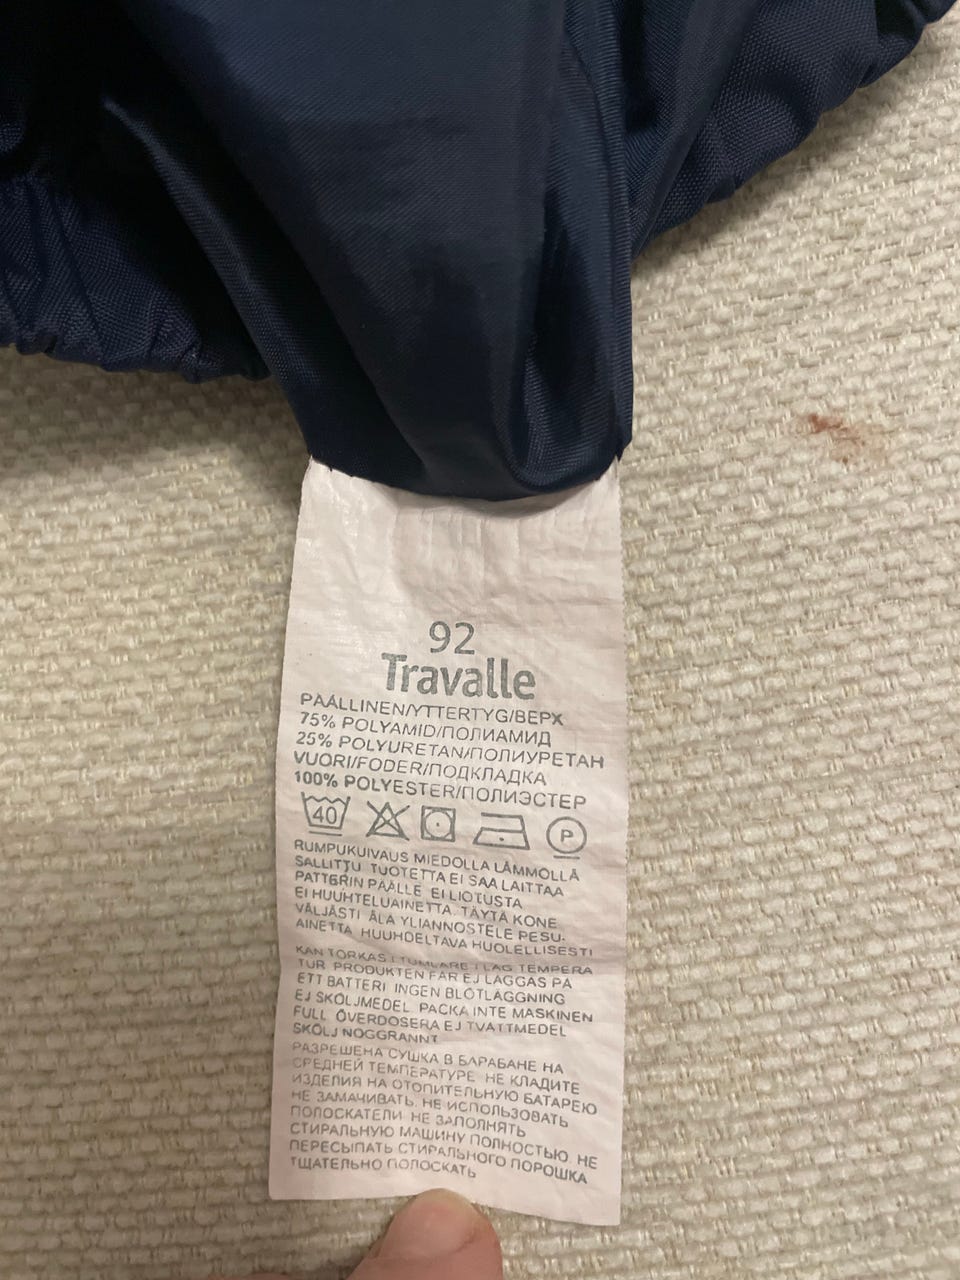 92
Travalle
PÄÄLLINEN/YTTERTYG/ВЕРХ
75% POLYAMID/ПОЛИАМИД
25% POLYURETAN/ПОЛИУРЕТАН
VUORI/FODER/ПОДКЛАДКА
100% POLYESTER/ПОЛИЭСТЕР
40 P
RUMPUKUIVAUS MIEDOLLA LÄMMÖLLÄ
SALLITTU TUOTETTA EI SAA LAITTAA
PATTERIN PÄÄLLE. EI LIOTUSTA
EI HUUHTELUAINETTA. TÄYTÄ KONE
VÄLJÄSTI. ÄLÄ YLIANNOSTELE PESU-
AINETTA. HUUHDELTAVA HUOLELLISESTI
KAN TORKAS I TUMLARE I LÅG TEMPERA
TUR. PRODUKTEN FÅR EJ LÄGGAS PÅ
ETT BATTERI. INGEN BLÖTLÄGGNING
EJ SKÖLJMEDEL. PACKA INTE MASKINEN
FULL. ÖVERDOSERA EJ TVÄTTMEDEL
SKÖLJ NOGGRANNT
РАЗРЕШЕНА СУШКА В БАРАБАНЕ НА
СРЕДНЕЙ ТЕМПЕРАТУРЕ. НЕ КЛАДИТЕ
ИЗДЕЛИЯ НА ОТОПИТЕЛЬНУЮ БАТАРЕЮ
НЕ ЗАМАЧИВАТЬ. НЕ ИСПОЛЬЗОВАТЬ
ПОЛОСКАТЕЛИ. НЕ ЗАПОЛНЯТЬ
СТИРАЛЬНУЮ МАШИНУ ПОЛНОСТЬЮ. НЕ
ПЕРЕСЫПАТЬ СТИРАЛЬНОГО ПОРОШКА
ТЩАТЕЛЬНО ПОЛОСКАТЬ